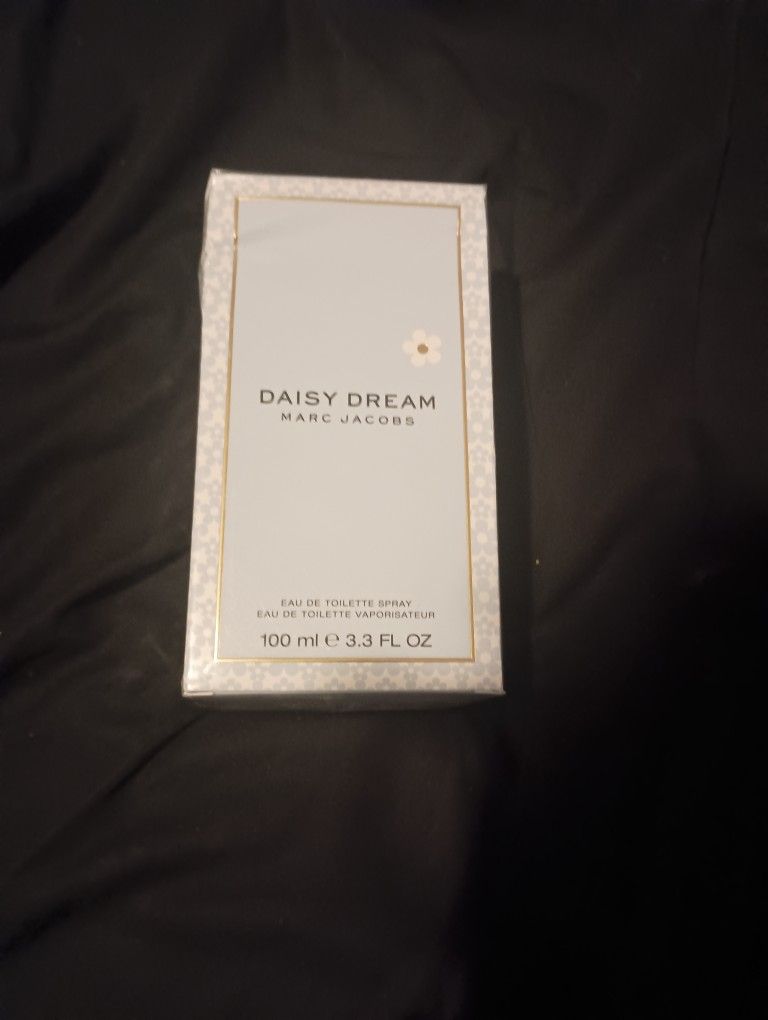 DAISY DREAM
MARC JACOBS
EAU DE TOILETTE SPRAY
EAU DE TOILETTE VAPORISATEUR
100 ml ℮ 3.3 FL OZ